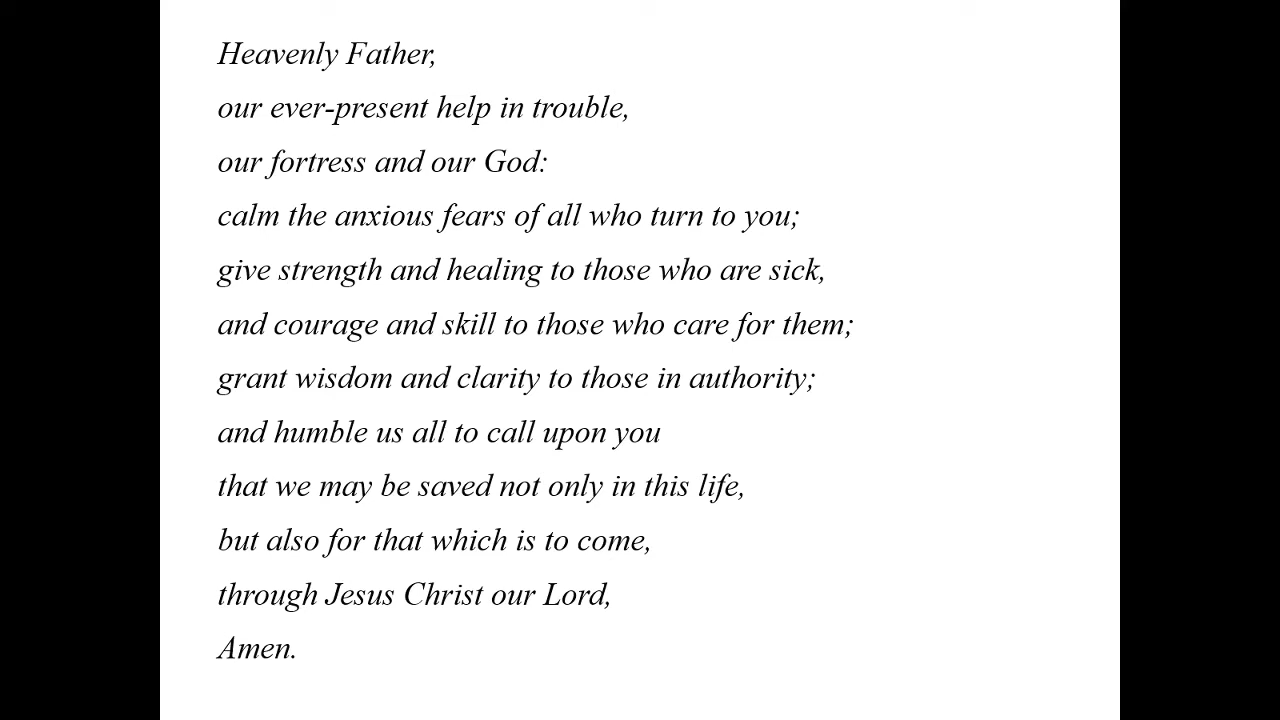 Heavenly Father,
our ever-present help in trouble,
our fortress and our God:
calm the anxious fears of all who turn to you;
give strength and healing to those who are sick,
and courage and skill to those who care for them;
grant wisdom and clarity to those in authority;
and humble us all to call upon you
that we may be saved not only in this life,
but also for that which is to come,
through Jesus Christ our Lord,
Amen.